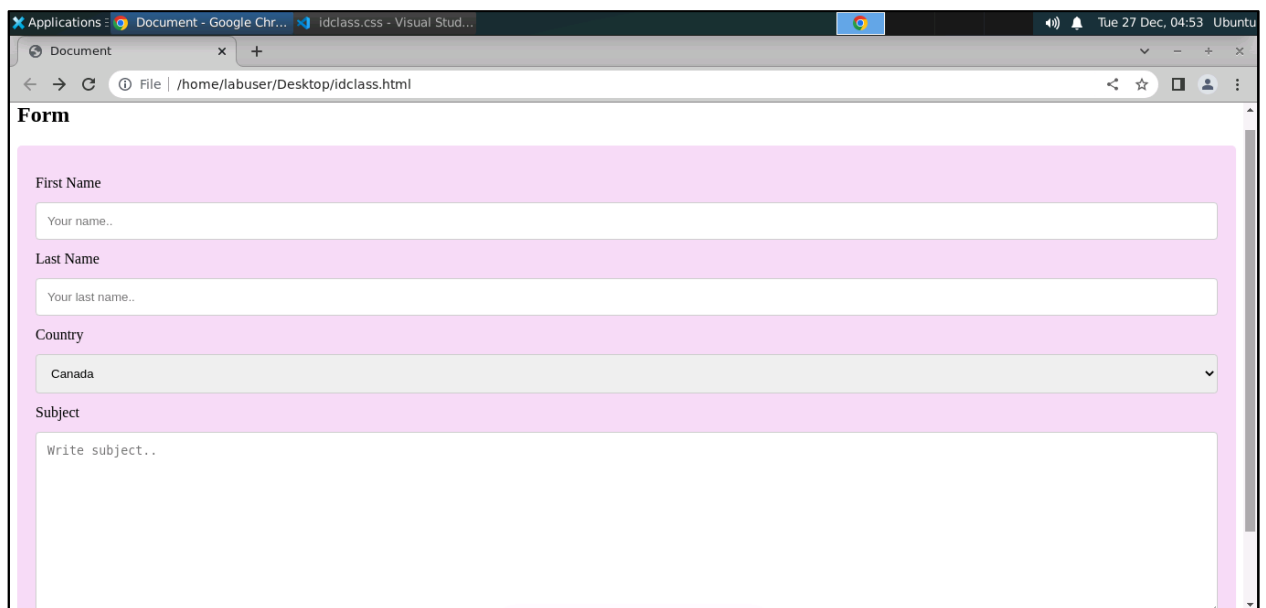 Applications : Document - Google Chr... idclass.css - Visual Stud... Tue 27 Dec, 04:53 Ubuntu
Document
File | /home/labuser/Desktop/idclass.html
Form
First Name
Your name..
Last Name
Your last name..
Country
Canada
Subject
Write subject..